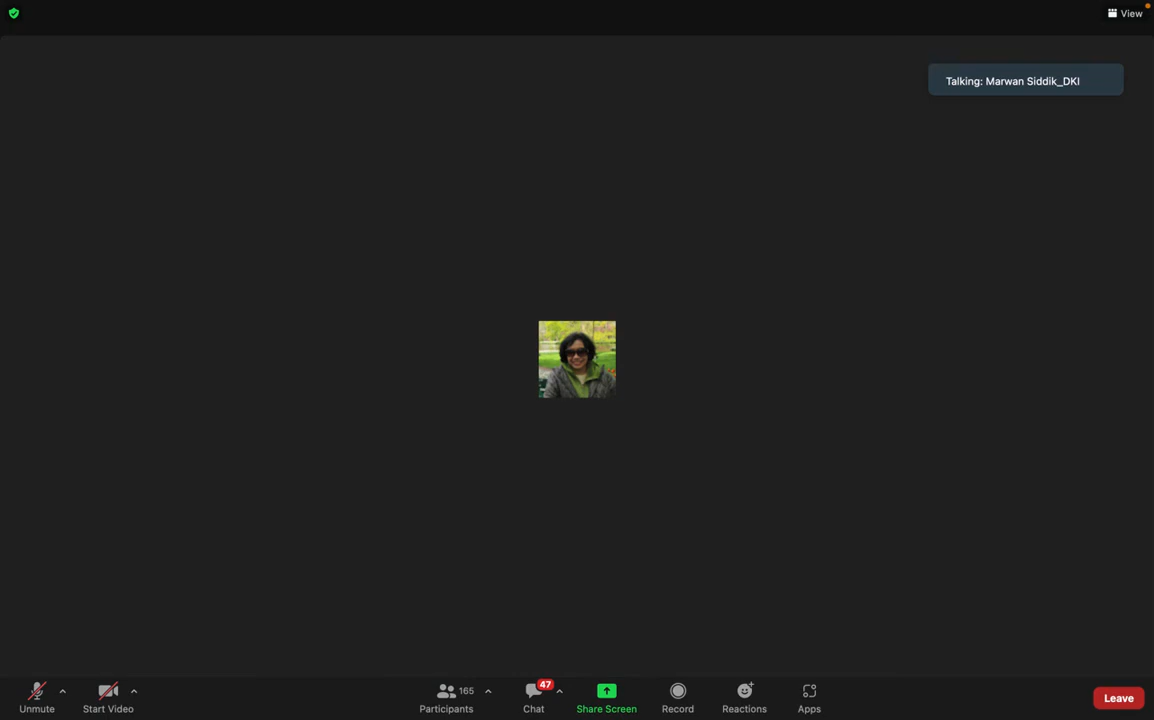 View
Talking: Marwan Siddik_DKI
165
47
Unmute
Start Video
Participants
Chat
Share Screen
Record
Reactions
Apps
Leave